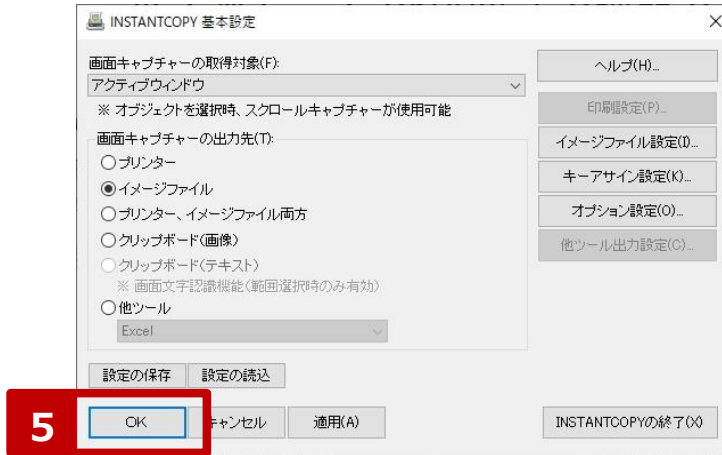 INSTANTCOPY 基本設定
画面キャプチャーの取得対象(F):
アクティブウィンドウ
※ オブジェクトを選択時、スクロールキャプチャーが使用可能
画面キャプチャーの出力先(T):
プリンター
イメージファイル
プリンター、イメージファイル両方
クリップボード(画像)
クリップボード(テキスト)
※ 画面文字認識機能(範囲選択時のみ有効)
他ツール
Excel
ヘルプ(H)...
印刷設定(P)...
イメージファイル設定(I)...
キーアサイン設定(K)...
オプション設定(O)...
他ツール出力設定(C)...
設定の保存 設定の読込
5 OK キャンセル 適用(A) INSTANTCOPYの終了(X)